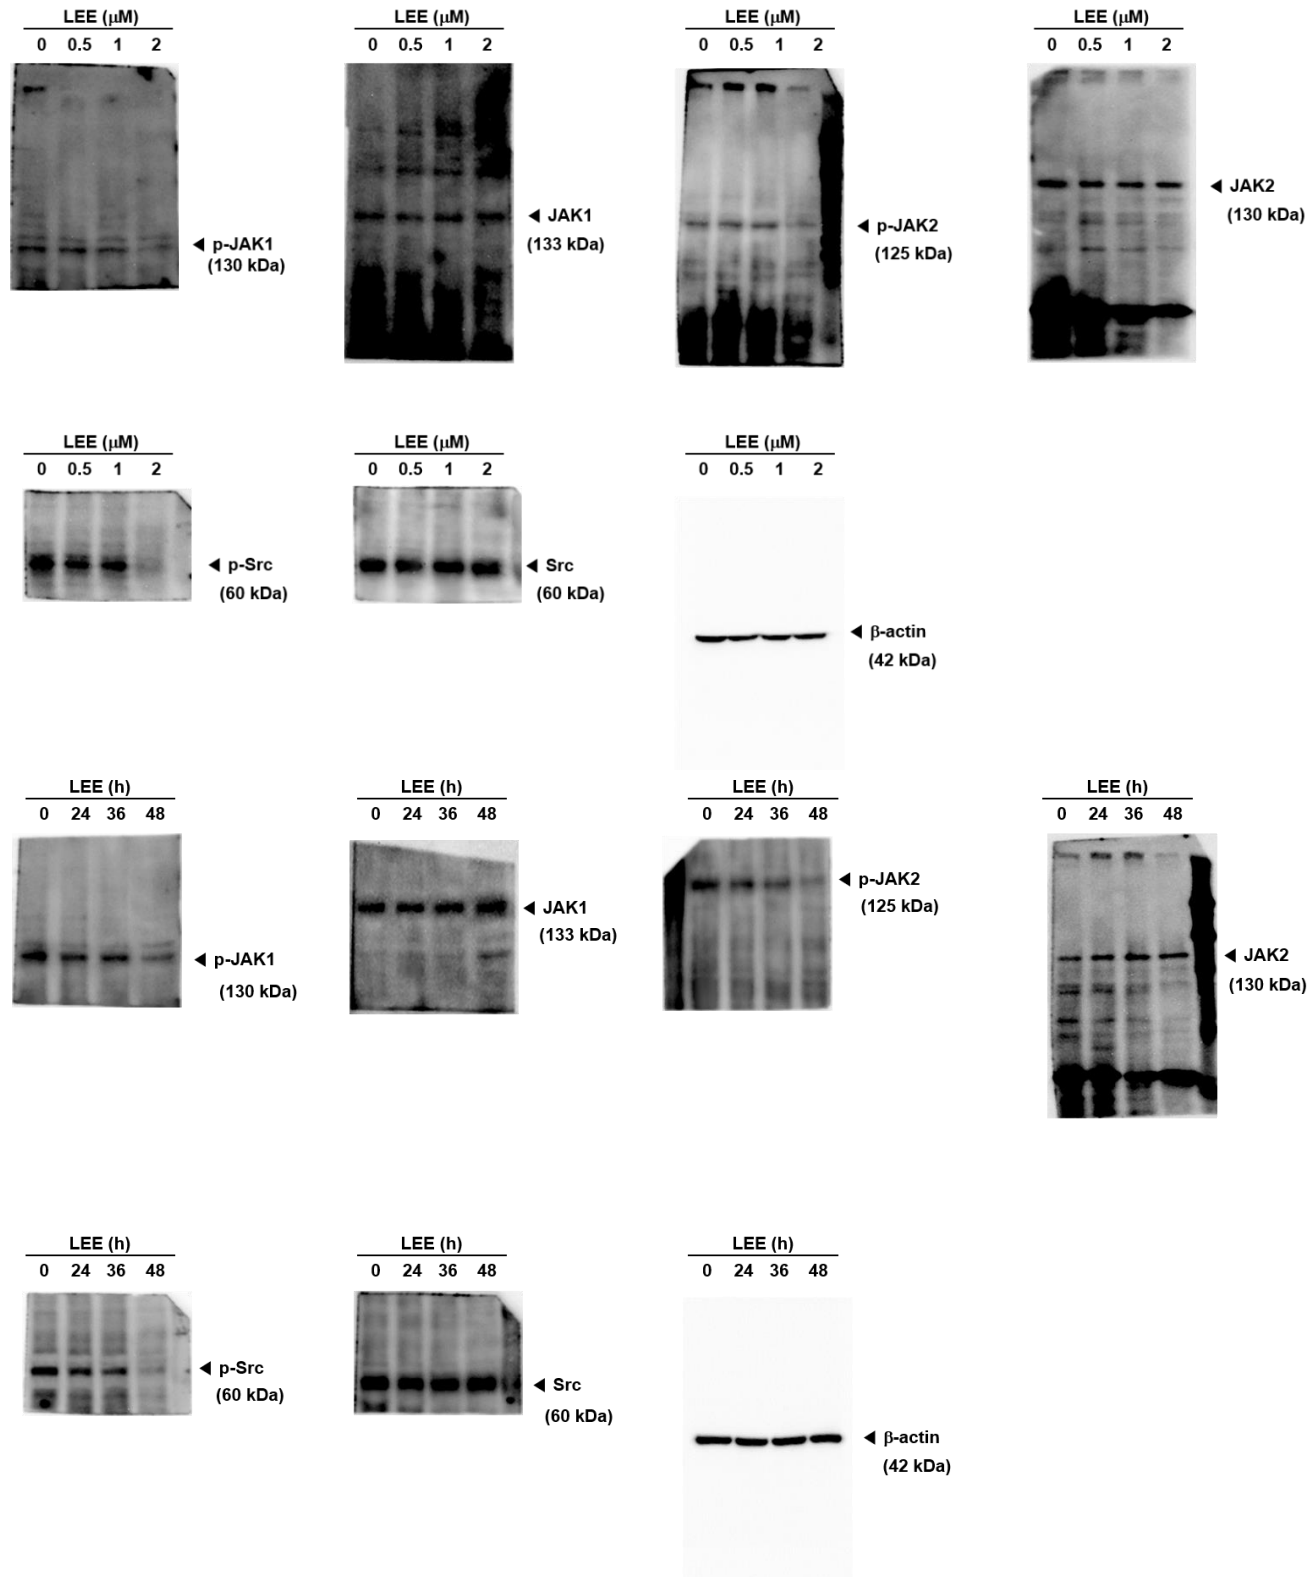 LEE (μM)
0 0.5 1 2
p-JAK1
(130 kDa)
LEE (μM)
0 0.5 1 2
JAK1
(133 kDa)
LEE (μM)
0 0.5 1 2
p-JAK2
(125 kDa)
LEE (μM)
0 0.5 1 2
JAK2
(130 kDa)
LEE (μM)
0 0.5 1 2
p-Src
(60 kDa)
LEE (μM)
0 0.5 1 2
Src
(60 kDa)
LEE (μM)
0 0.5 1 2
β-actin
(42 kDa)
LEE (h)
0 24 36 48
p-JAK1
(130 kDa)
LEE (h)
0 24 36 48
JAK1
(133 kDa)
LEE (h)
0 24 36 48
p-JAK2
(125 kDa)
LEE (h)
0 24 36 48
JAK2
(130 kDa)
LEE (h)
0 24 36 48
p-Src
(60 kDa)
LEE (h)
0 24 36 48
Src
(60 kDa)
LEE (h)
0 24 36 48
β-actin
(42 kDa)